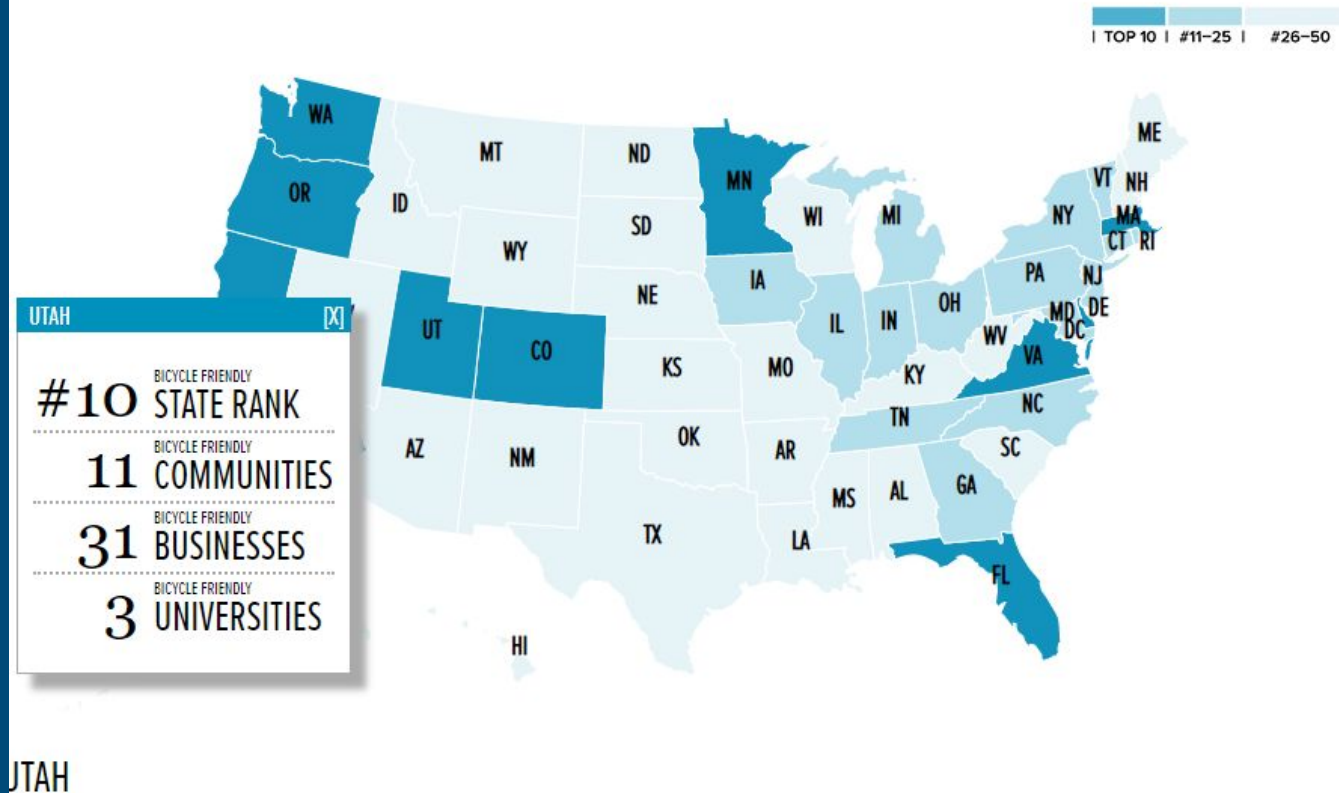 TOP 10 | #11–25 | #26–50
WA
ME
MT
ND
MN
VT
NH
OR
ID
SD
WI
MI
NY
MA
CT
RI
WY
IA
PA
NJ
NE
OH
DE
MD
UTAH [X]
UT
CO
IL
IN
WV
DC
VA
KS
MO
KY
#10 BICYCLE FRIENDLY STATE RANK
NC
TN
11 BICYCLE FRIENDLY COMMUNITIES
AZ
NM
OK
AR
SC
MS
AL
GA
31 BICYCLE FRIENDLY BUSINESSES
TX
LA
FL
3 BICYCLE FRIENDLY UNIVERSITIES
HI
UTAH